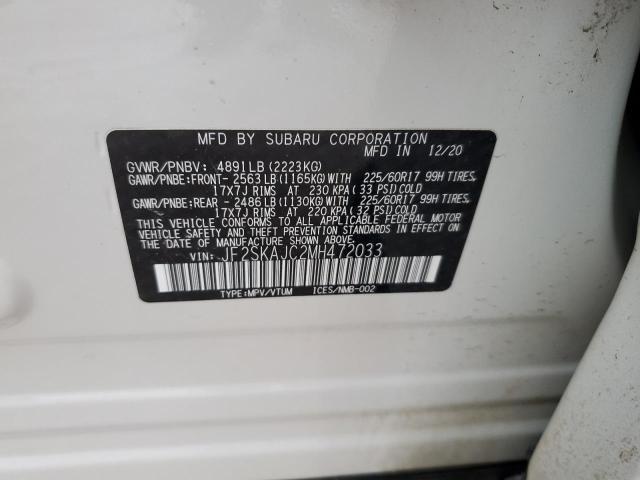 MFD BY SUBARU CORPORATION
GVWR/PNBV- 4891LB (2223KG) MFD IN 12/20
GAWR/PNBE:FRONT- 2563LB(1165KG)WITH 225/60R17 99H TIRES,
17X7J RIMS AT 230 KPA (33 PSI)COLD
GAWR/PNBE:REAR - 2486LB(1130KG)WITH 225/60R17 99H TIRES,
17X7J RIMS AT 220 KPA (32 PSI)COLD
THIS VEHICLE CONFORMS TO ALL APPLICABLE FEDERAL MOTOR
VEHICLE SAFETY, BUMPER, AND THEFT PREVENTION STANDARDS IN
EFFECT ON THE DATE OF MANUFACTURE SHOWN ABOVE.
VIN: JF2SKAJC2MH472033
TYPE:MPV/VTUM ICES/NMB-002